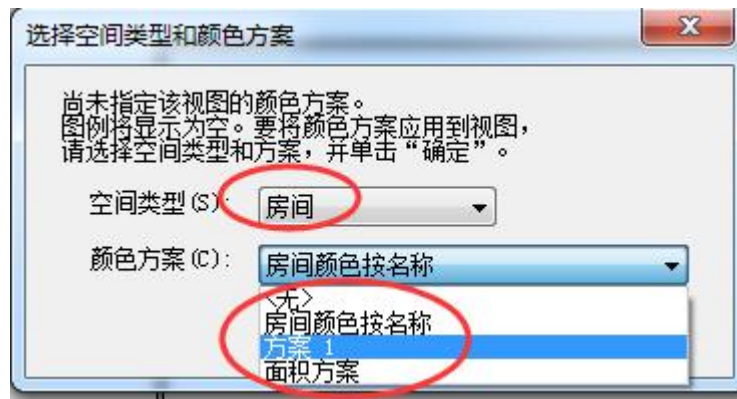 选择空间类型和颜色方案
尚未指定该视图的颜色方案。
图例将显示为空。要将颜色方案应用到视图，
请选择空间类型和方案，并单击“确定”。
空间类型(S): 房间
颜色方案(C): 房间颜色按名称
<无>
房间颜色按名称
方案 1
面积方案